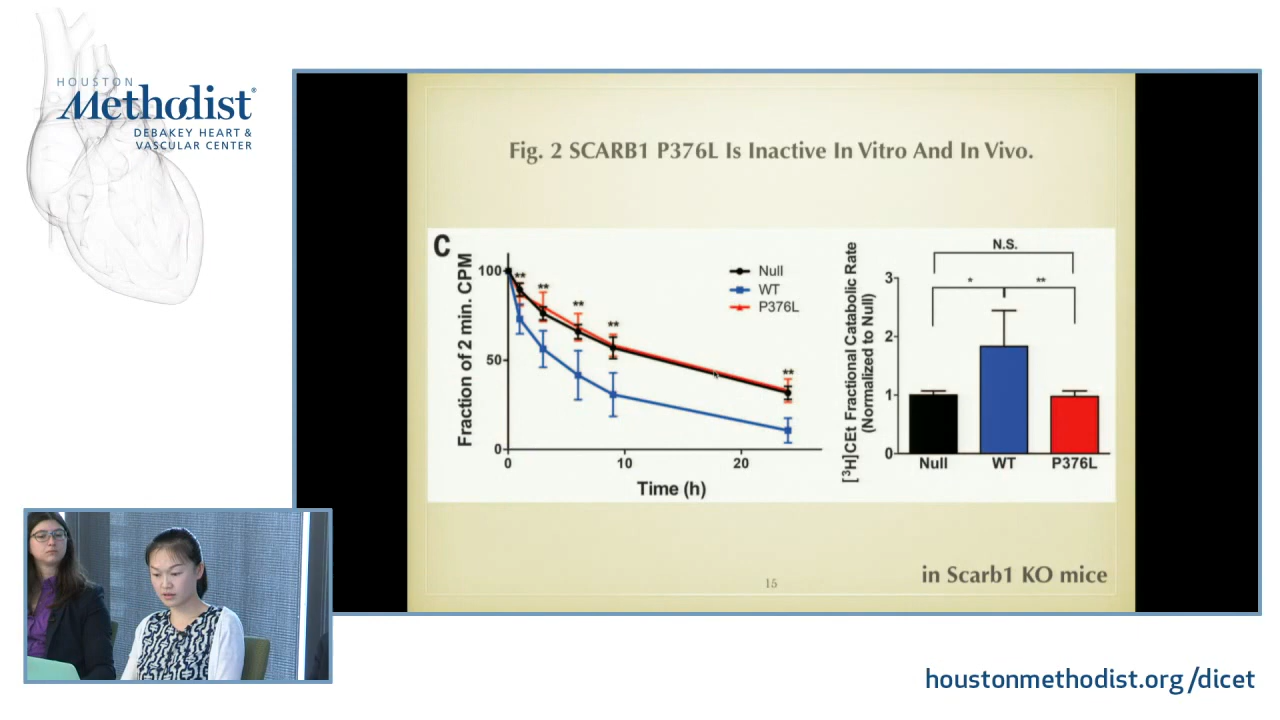 HOUSTON
Methodist®
DEBAKEY HEART &
VASCULAR CENTER
Fig. 2 SCARB1 P376L Is Inactive In Vitro And In Vivo.
C
Fraction of 2 min. CPM
100
50
0
0
10
20
Time (h)
**
**
**
**
**
Null
WT
P376L
[³H]CEt Fractional Catabolic Rate
(Normalized to Null)
3
2
1
0
N.S.
*
**
Null
WT
P376L
in Scarb1 KO mice
15
houstonmethodist.org/dicet